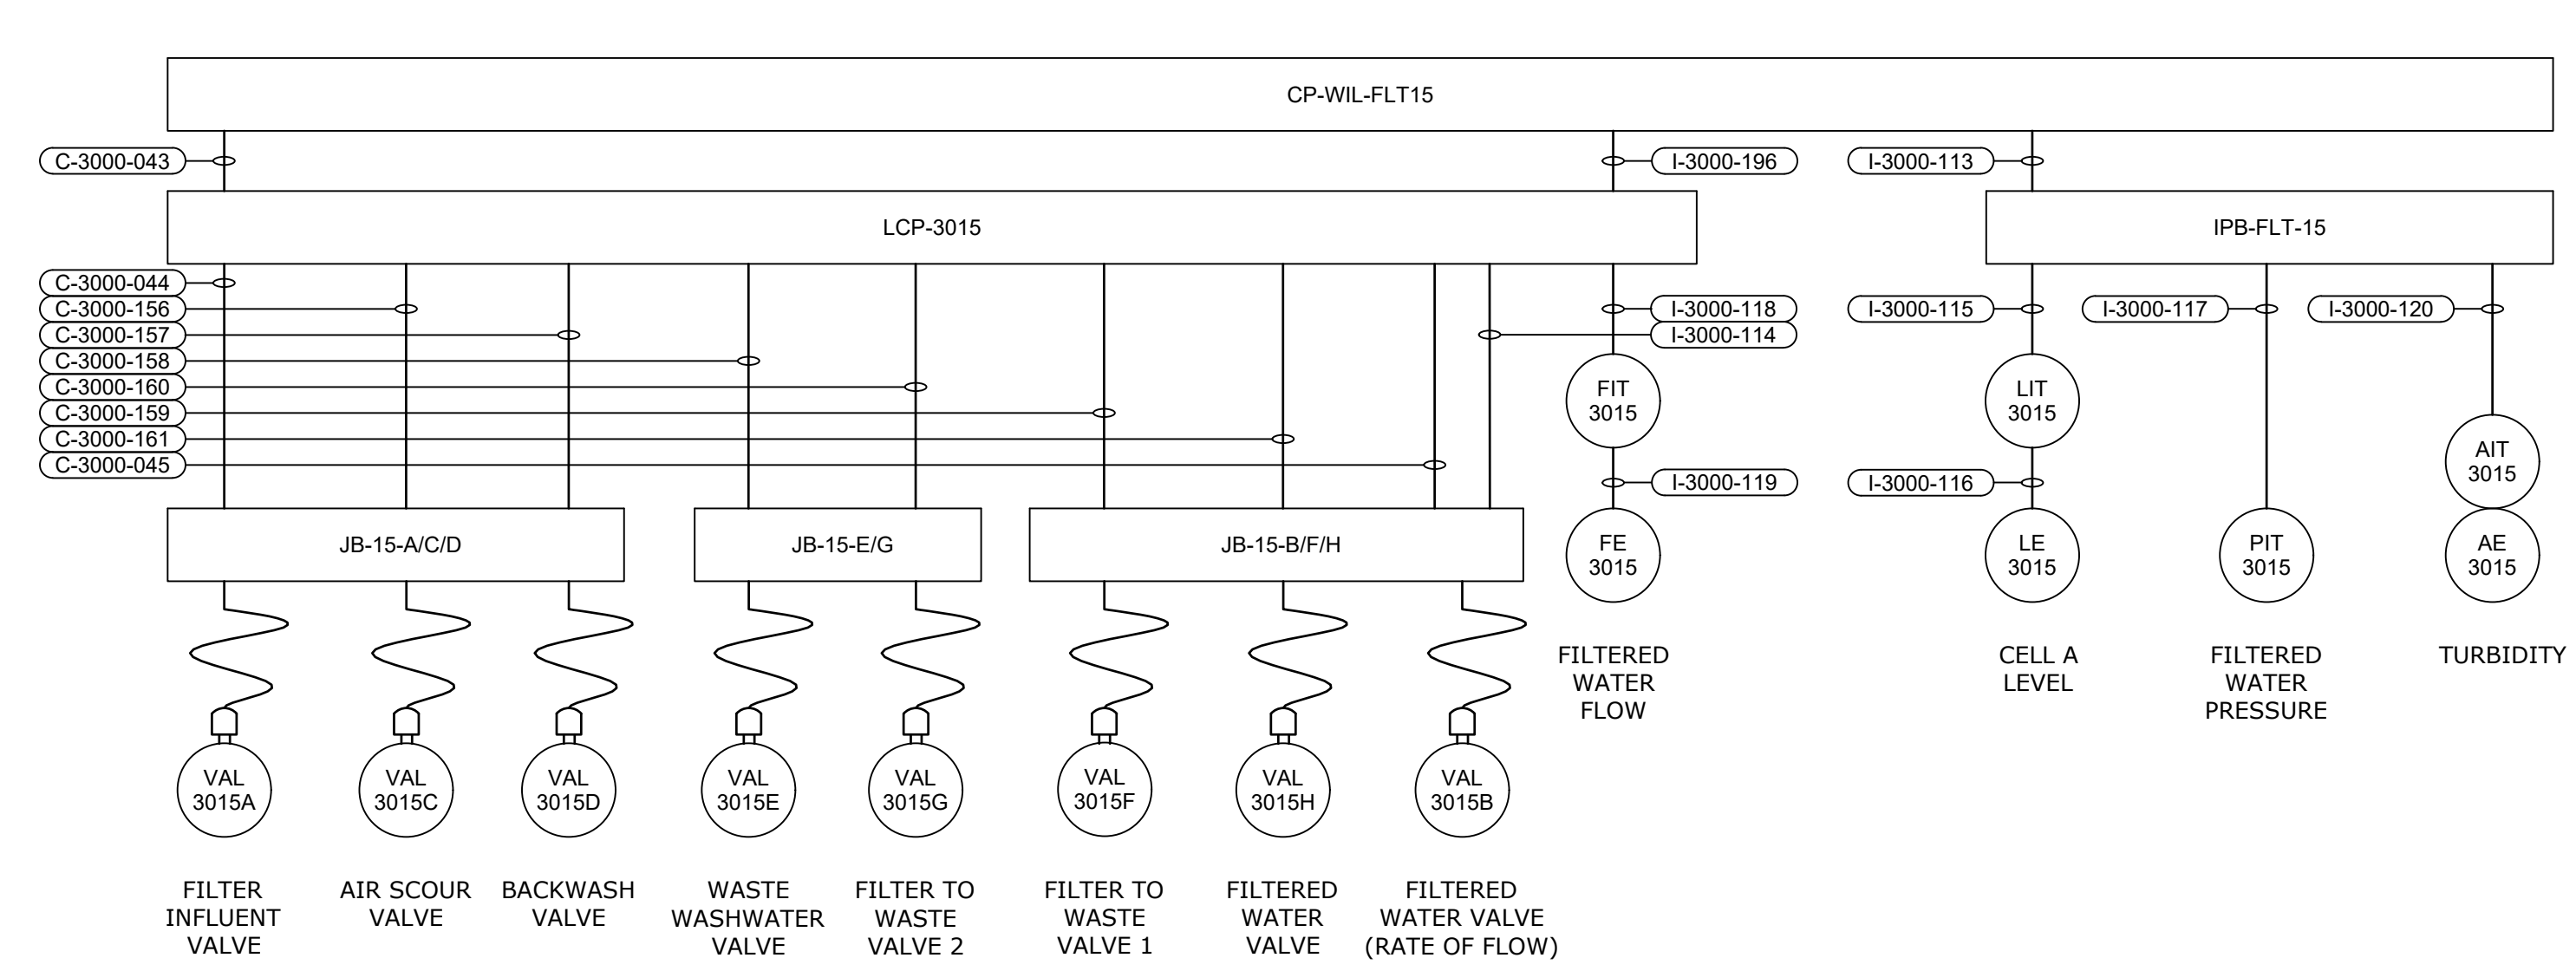 CP-WIL-FLT15
C-3000-043
I-3000-196
I-3000-113
LCP-3015
IPB-FLT-15
C-3000-044
C-3000-156
C-3000-157
C-3000-158
C-3000-160
C-3000-159
C-3000-161
C-3000-045
I-3000-118
I-3000-114
I-3000-115
I-3000-117
I-3000-120
FIT
3015
LIT
3015
AIT
3015
I-3000-119
I-3000-116
JB-15-A/C/D
JB-15-E/G
JB-15-B/F/H
FE
3015
LE
3015
PIT
3015
AE
3015
FILTERED
WATER
FLOW
CELL A
LEVEL
FILTERED
WATER
PRESSURE
TURBIDITY
VAL
3015A
VAL
3015C
VAL
3015D
VAL
3015E
VAL
3015G
VAL
3015F
VAL
3015H
VAL
3015B
FILTER
INFLUENT
VALVE
AIR SCOUR
VALVE
BACKWASH
VALVE
WASTE
WASHWATER
VALVE
FILTER TO
WASTE
VALVE 2
FILTER TO
WASTE
VALVE 1
FILTERED
WATER
VALVE
FILTERED
WATER VALVE
(RATE OF FLOW)